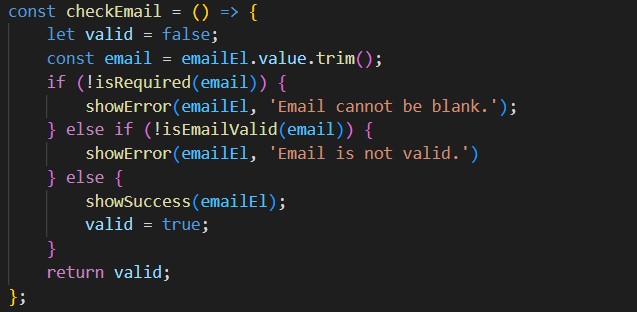 const checkEmail = () => {
    let valid = false;
    const email = emailEl.value.trim();
    if (!isRequired(email)) {
        showError(emailEl, 'Email cannot be blank.');
    } else if (!isEmailValid(email)) {
        showError(emailEl, 'Email is not valid.')
    } else {
        showSuccess(emailEl);
        valid = true;
    }
    return valid;
};